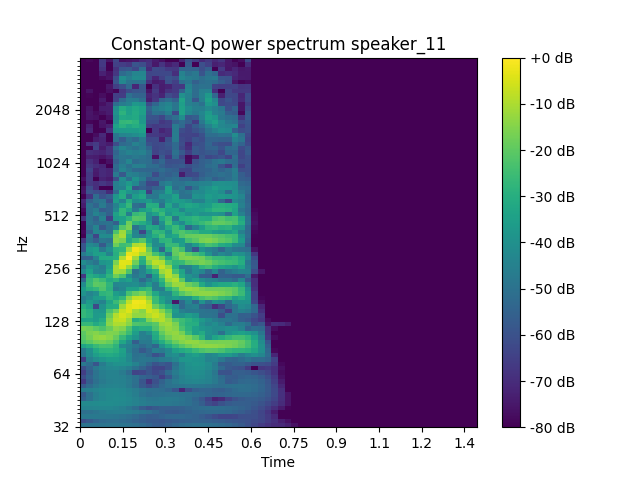 Constant-Q power spectrum speaker_11
Hz
2048
1024
512
256
128
64
32
0 0.15 0.3 0.45 0.6 0.75 0.9 1.1 1.2 1.4
Time
+0 dB
-10 dB
-20 dB
-30 dB
-40 dB
-50 dB
-60 dB
-70 dB
-80 dB